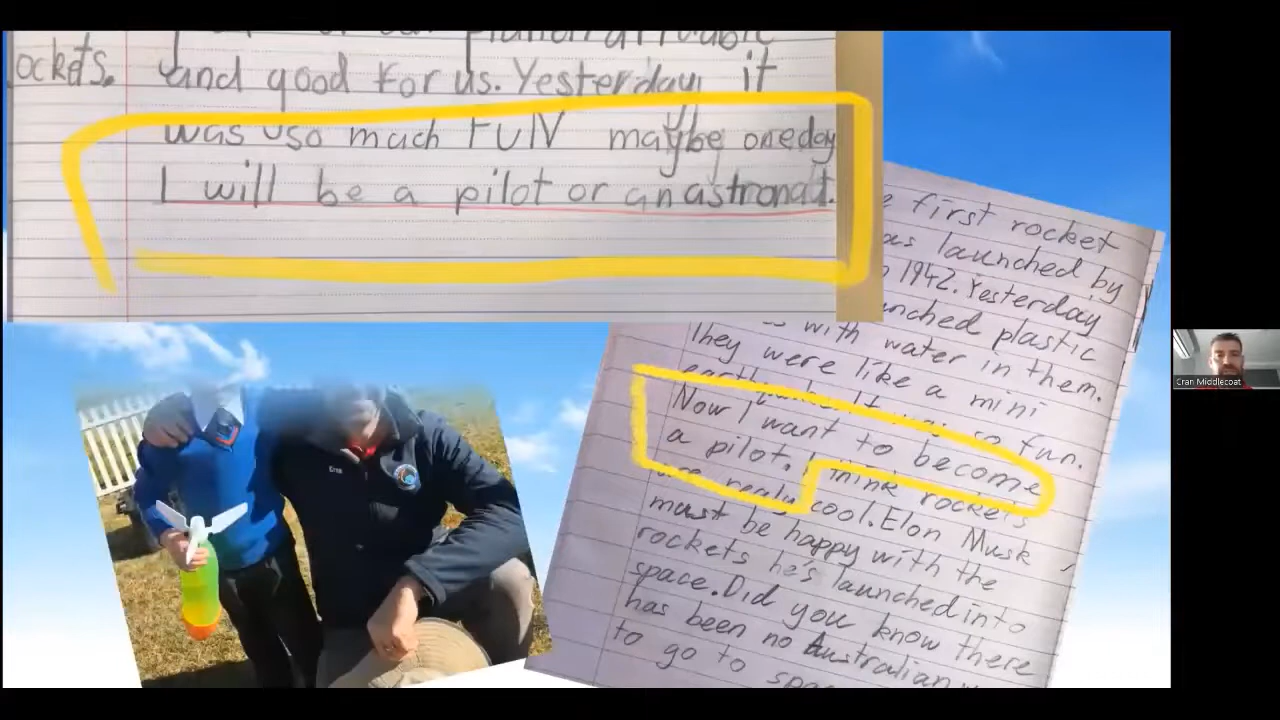 ockets.
and good for us. Yesterday it
was so much FUN maybe oneday
I will be a pilot or an astronaut.
first rocket
as launched by
1942. Yesterday
unched plastic
with water in them.
They were like a mini
so fun.
Now I want to become
a pilot. I think rockets
are realy cool. Elon Musk
must be happy with the
rockets he's launched into
space. Did you know there
has been no Australian
to go to spac
Cran Middlecoat